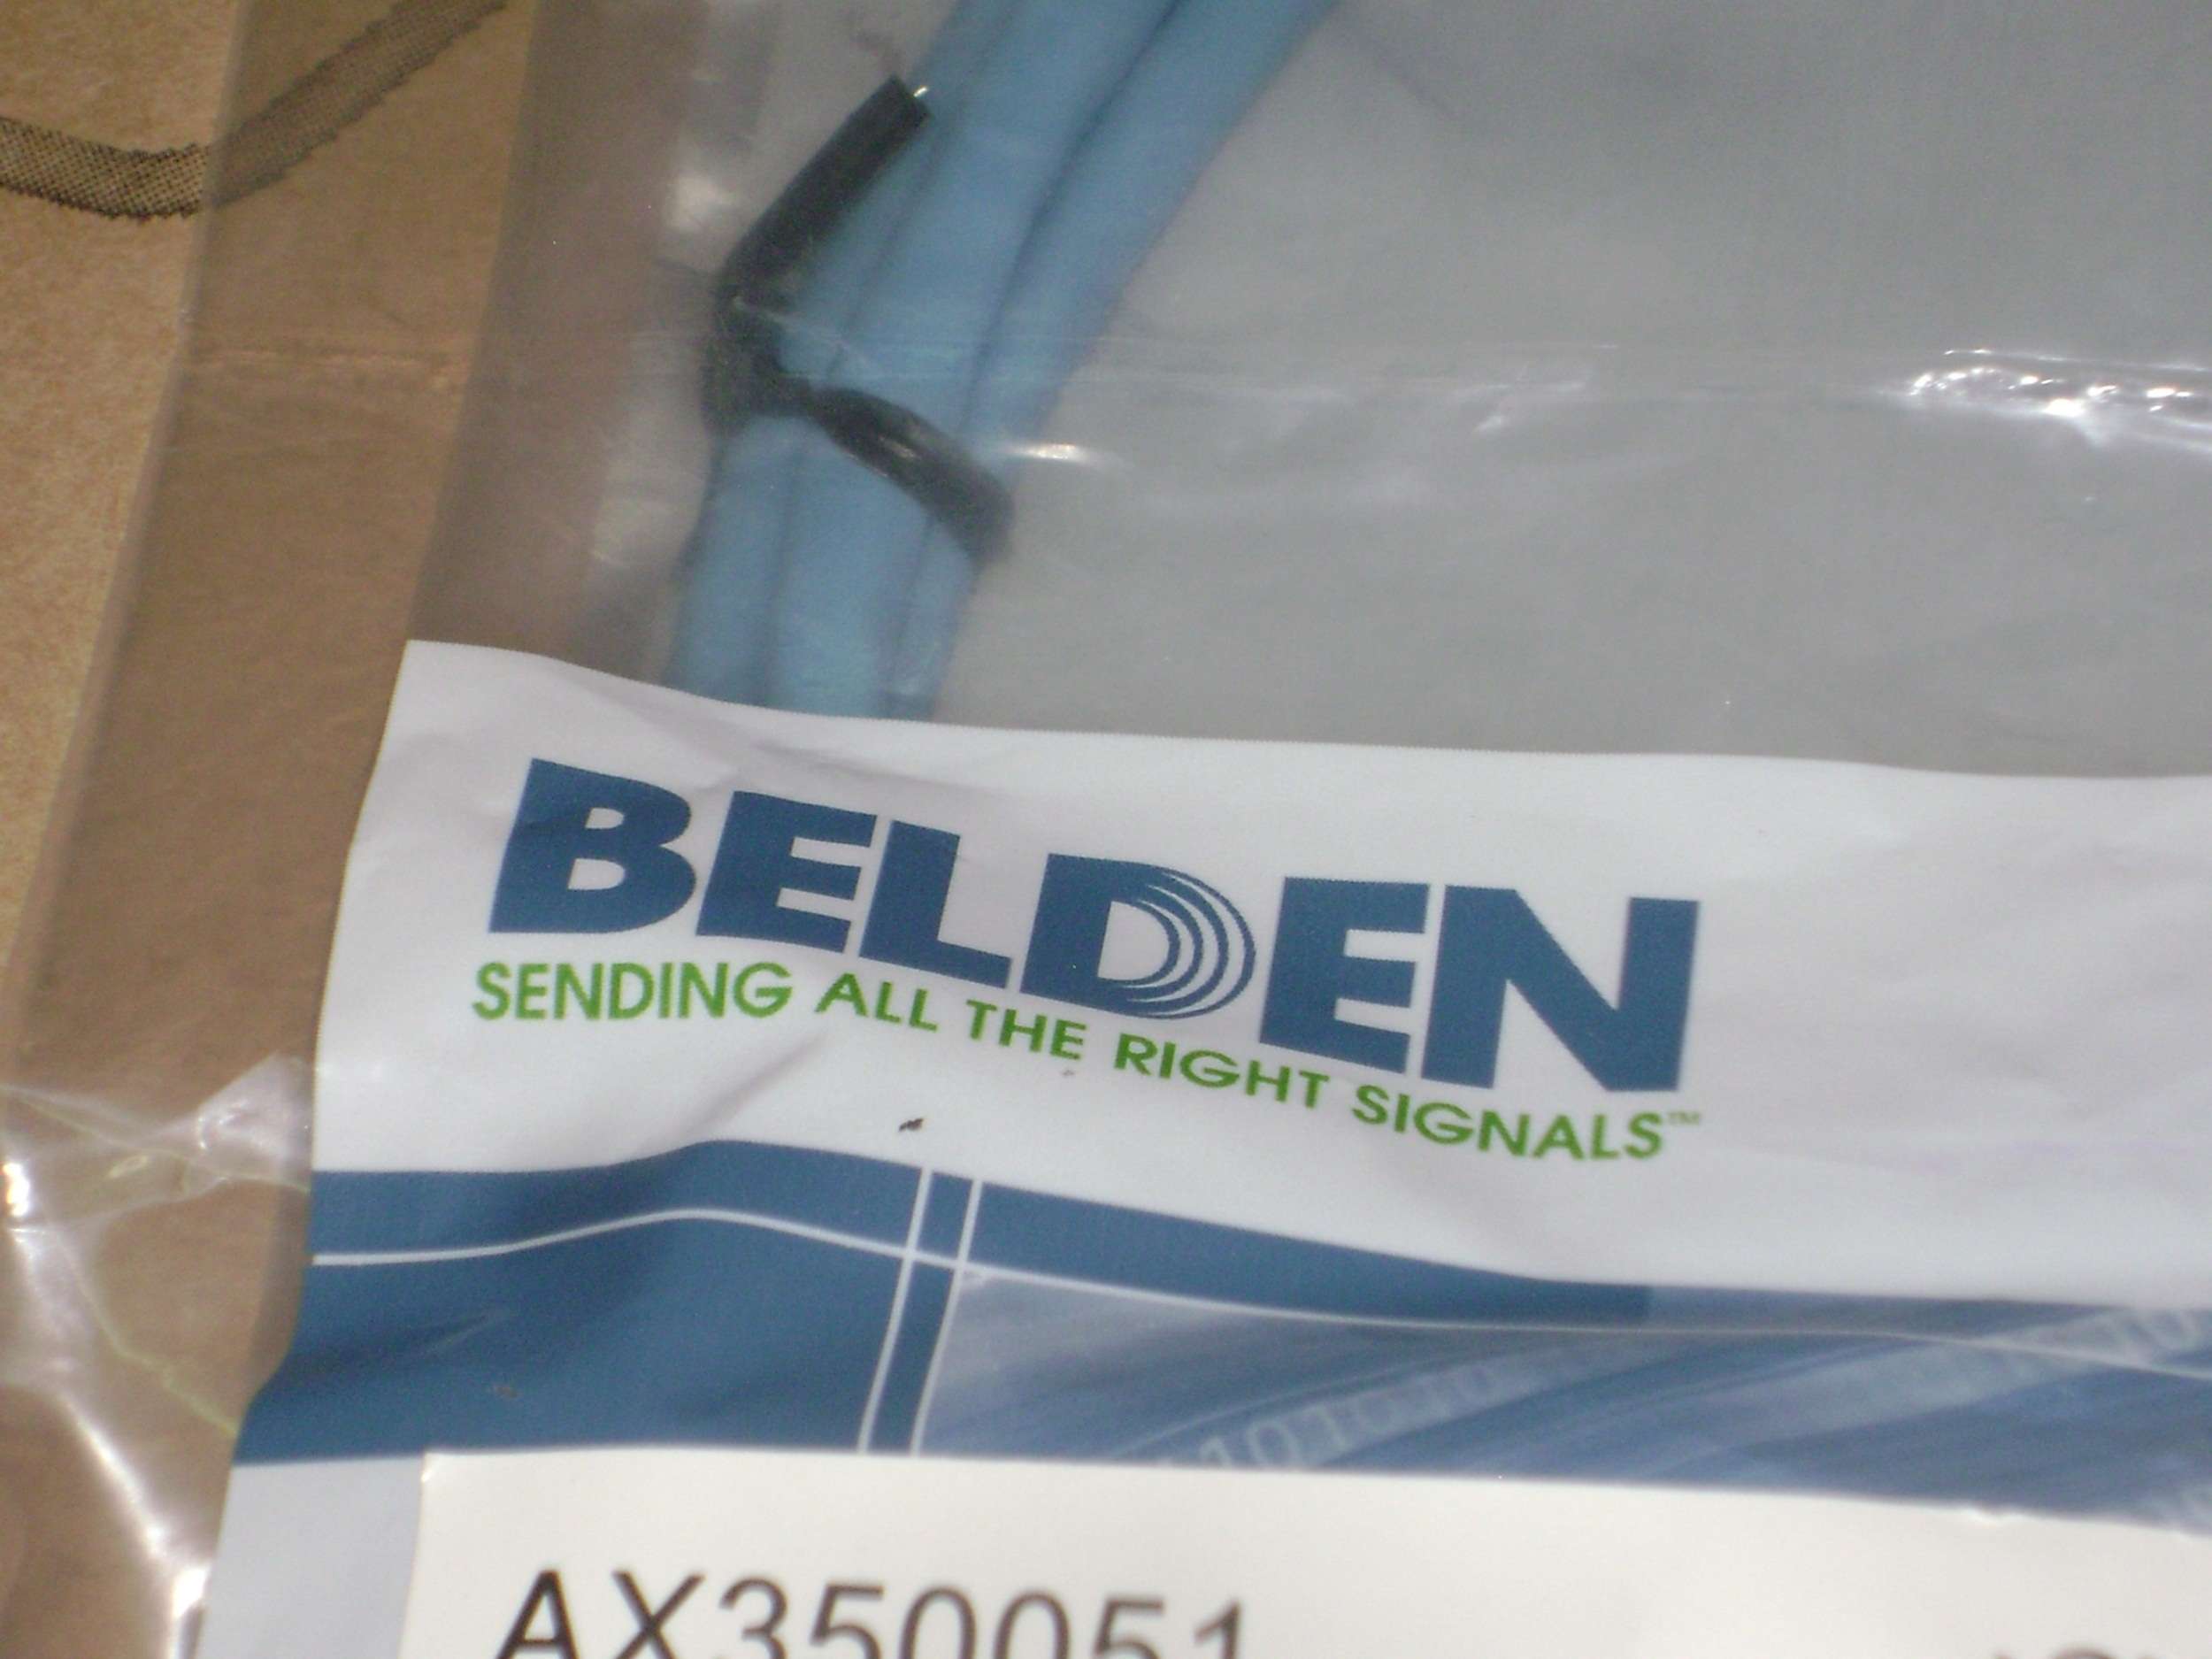 BELDEN
SENDING ALL THE RIGHT SIGNALS™
AX350051